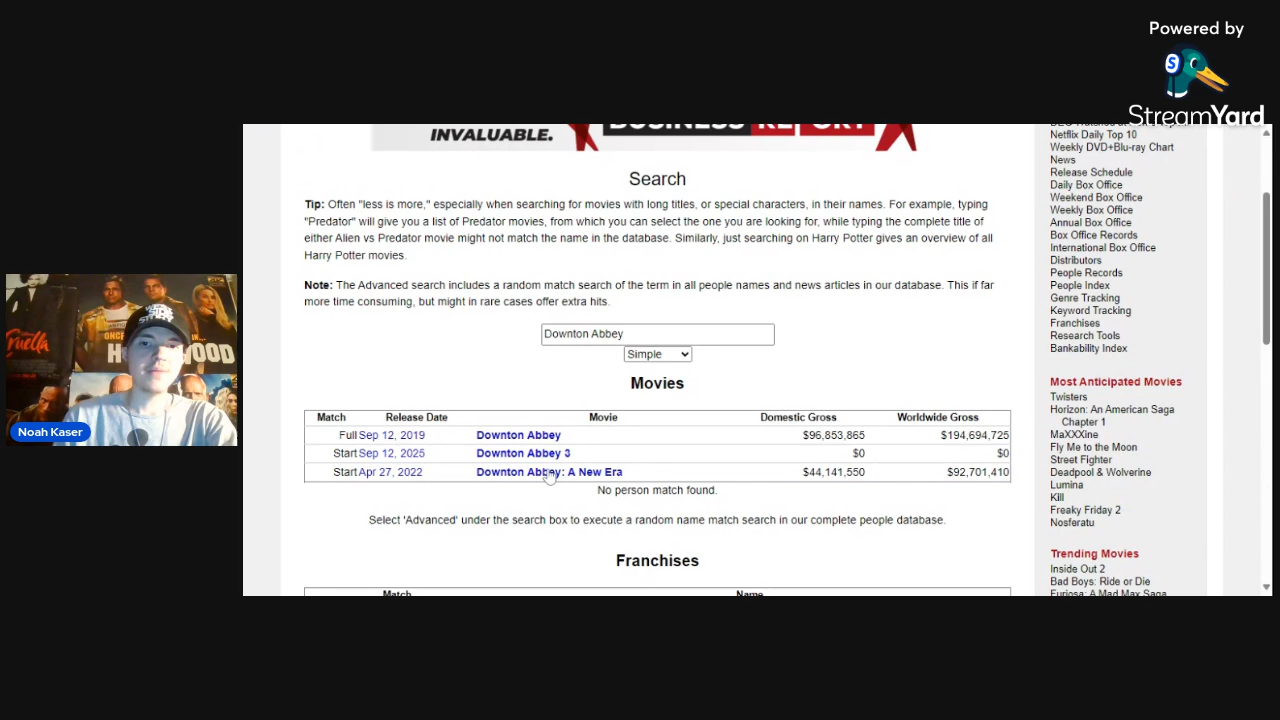 Powered by
StreamYard
INVALUABLE.
BUSINESS REPORT
Search
Tip: Often "less is more," especially when searching for movies with long titles, or special characters, in their names. For example, typing
"Predator" will give you a list of Predator movies, from which you can select the one you are looking for, while typing the complete title of
either Alien vs Predator movie might not match the name in the database. Similarly, just searching on Harry Potter gives an overview of all
Harry Potter movies.
Note: The Advanced search includes a random match search of the term in all people names and news articles in our database. This if far
more time consuming, but might in rare cases offer extra hits.
Downton Abbey
Simple
Movies
Match Release Date Movie Domestic Gross Worldwide Gross
Full Sep 12, 2019 Downton Abbey $96,853,865 $194,694,725
Start Sep 12, 2025 Downton Abbey 3 $0 $0
Start Apr 27, 2022 Downton Abbey: A New Era $44,141,550 $92,701,410
No person match found.
Select 'Advanced' under the search box to execute a random name match search in our complete people database.
Franchises
Match Name
Netflix Daily Top 10
Weekly DVD+Blu-ray Chart
News
Release Schedule
Daily Box Office
Weekend Box Office
Weekly Box Office
Annual Box Office
Box Office Records
International Box Office
Distributors
People Records
People Index
Genre Tracking
Keyword Tracking
Franchises
Research Tools
Bankability Index
Most Anticipated Movies
Twisters
Horizon: An American Saga
Chapter 1
MaXXXine
Fly Me to the Moon
Street Fighter
Deadpool & Wolverine
Lumina
Kill
Freaky Friday 2
Nosferatu
Trending Movies
Inside Out 2
Bad Boys: Ride or Die
Furiosa: A Mad Max Saga
Cruella
ONCE
IN...
H WOOD
Noah Kaser